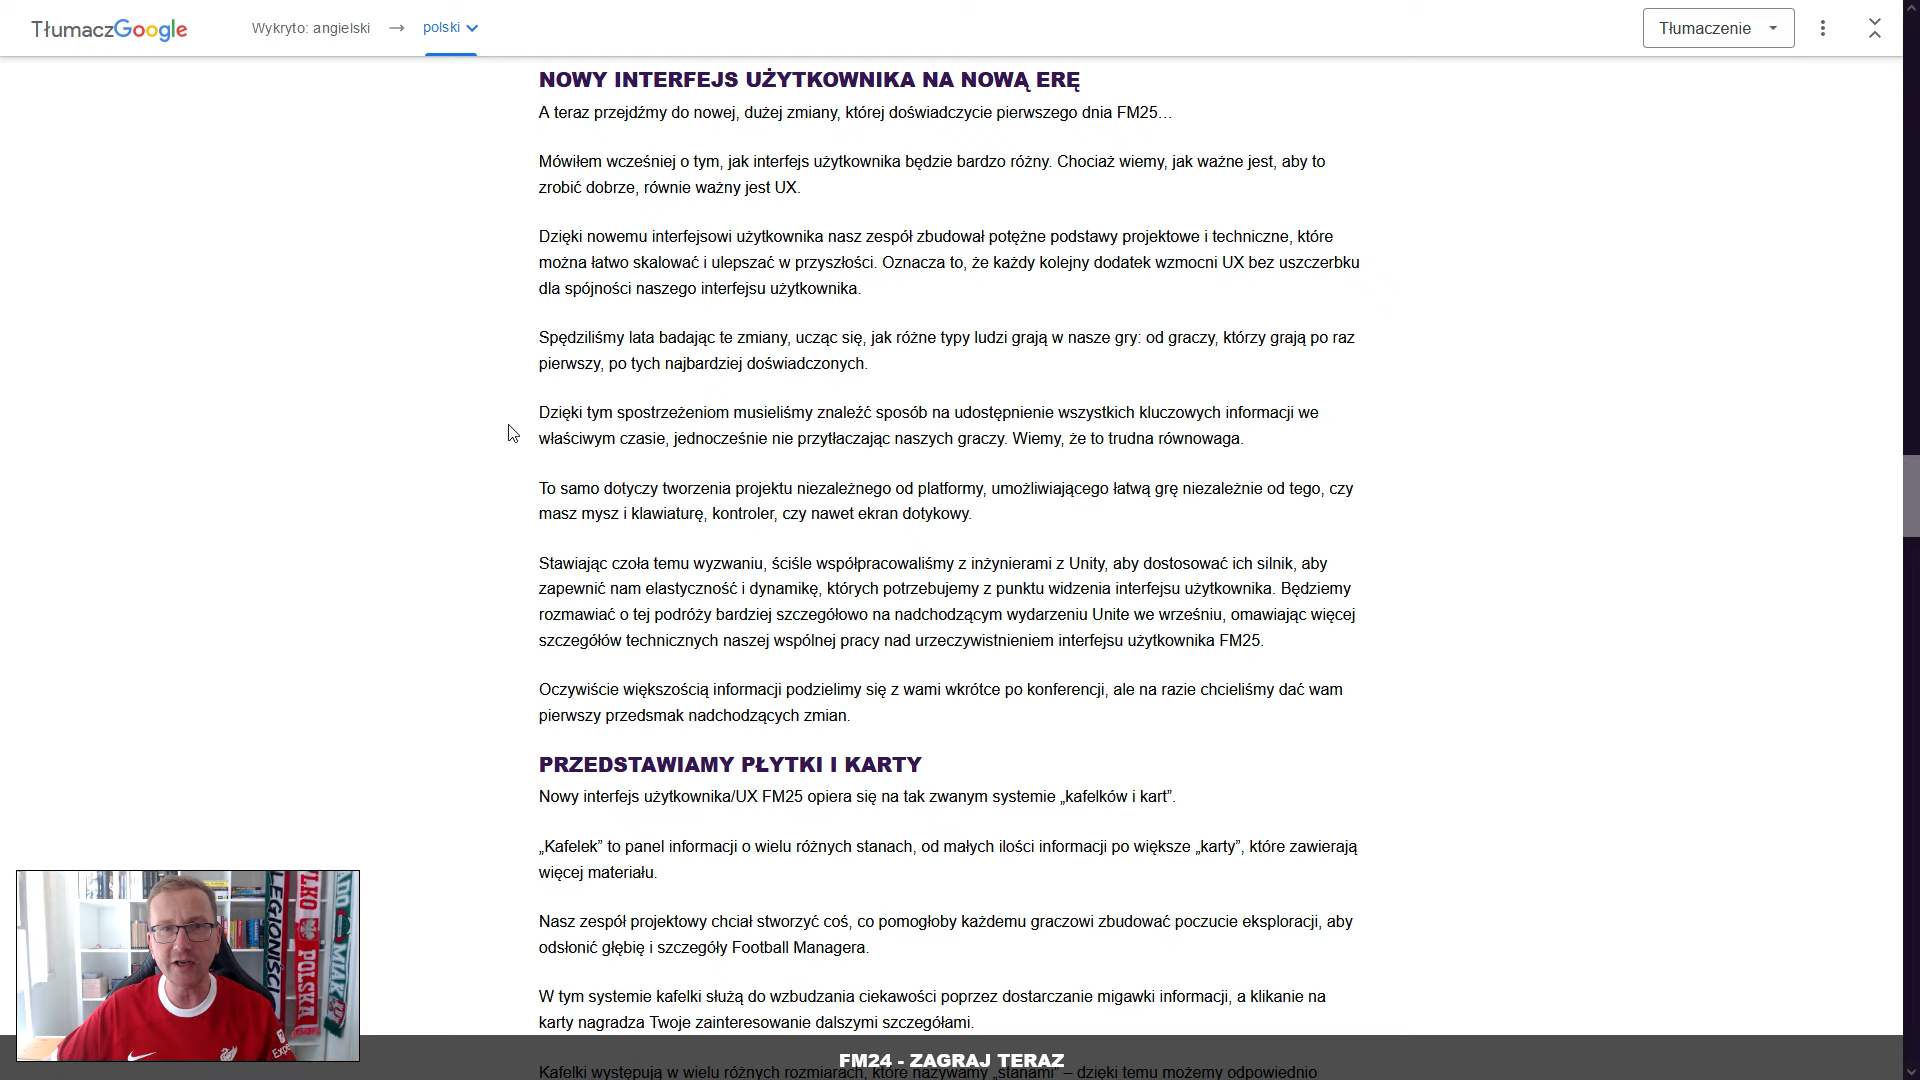 TłumaczGoogle
Wykryto: angielski → polski
Tłumaczenie
NOWY INTERFEJS UŻYTKOWNIKA NA NOWĄ ERĘ
A teraz przejdźmy do nowej, dużej zmiany, której doświadczycie pierwszego dnia FM25…
Mówiłem wcześniej o tym, jak interfejs użytkownika będzie bardzo różny. Chociaż wiemy, jak ważne jest, aby to
zrobić dobrze, równie ważny jest UX.
Dzięki nowemu interfejsowi użytkownika nasz zespół zbudował potężne podstawy projektowe i techniczne, które
można łatwo skalować i ulepszać w przyszłości. Oznacza to, że każdy kolejny dodatek wzmocni UX bez uszczerbku
dla spójności naszego interfejsu użytkownika.
Spędziliśmy lata badając te zmiany, ucząc się, jak różne typy ludzi grają w nasze gry: od graczy, którzy grają po raz
pierwszy, po tych najbardziej doświadczonych.
Dzięki tym spostrzeżeniom musieliśmy znaleźć sposób na udostępnienie wszystkich kluczowych informacji we
właściwym czasie, jednocześnie nie przytłaczając naszych graczy. Wiemy, że to trudna równowaga.
To samo dotyczy tworzenia projektu niezależnego od platformy, umożliwiającego łatwą grę niezależnie od tego, czy
masz mysz i klawiaturę, kontroler, czy nawet ekran dotykowy.
Stawiając czoła temu wyzwaniu, ściśle współpracowaliśmy z inżynierami z Unity, aby dostosować ich silnik, aby
zapewnić nam elastyczność i dynamikę, których potrzebujemy z punktu widzenia interfejsu użytkownika. Będziemy
rozmawiać o tej podróży bardziej szczegółowo na nadchodzącym wydarzeniu Unite we wrześniu, omawiając więcej
szczegółów technicznych naszej wspólnej pracy nad urzeczywistnieniem interfejsu użytkownika FM25.
Oczywiście większością informacji podzielimy się z wami wkrótce po konferencji, ale na razie chcieliśmy dać wam
pierwszy przedsmak nadchodzących zmian.
PRZEDSTAWIAMY PŁYTKI I KARTY
Nowy interfejs użytkownika/UX FM25 opiera się na tak zwanym systemie „kafelków i kart”.
„Kafelek” to panel informacji o wielu różnych stanach, od małych ilości informacji po większe „karty”, które zawierają
więcej materiału.
Nasz zespół projektowy chciał stworzyć coś, co pomogłoby każdemu graczowi zbudować poczucie eksploracji, aby
odsłonić głębię i szczegóły Football Managera.
W tym systemie kafelki służą do wzbudzania ciekawości poprzez dostarczanie migawki informacji, a klikanie na
karty nagradza Twoje zainteresowanie dalszymi szczegółami.
FM24 - ZAGRAJ TERAZ
Kafelki występują w wielu różnych rozmiarach, które nazywamy „stanami” – dzięki temu możemy odpowiednio
LEGIONIŚCI
POLSKA